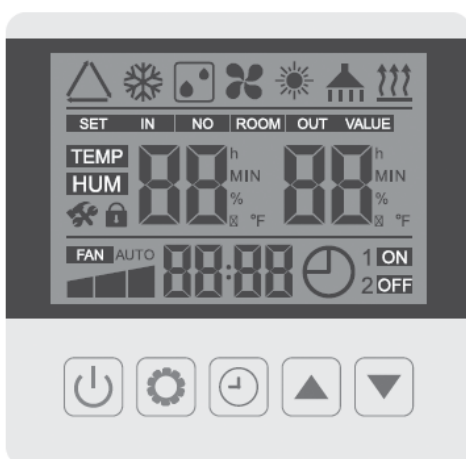 SET IN NO ROOM OUT VALUE
TEMP 88 h 88 h
HUM MIN MIN
% %
°F °F
FAN AUTO 88:88 1 ON
2 OFF